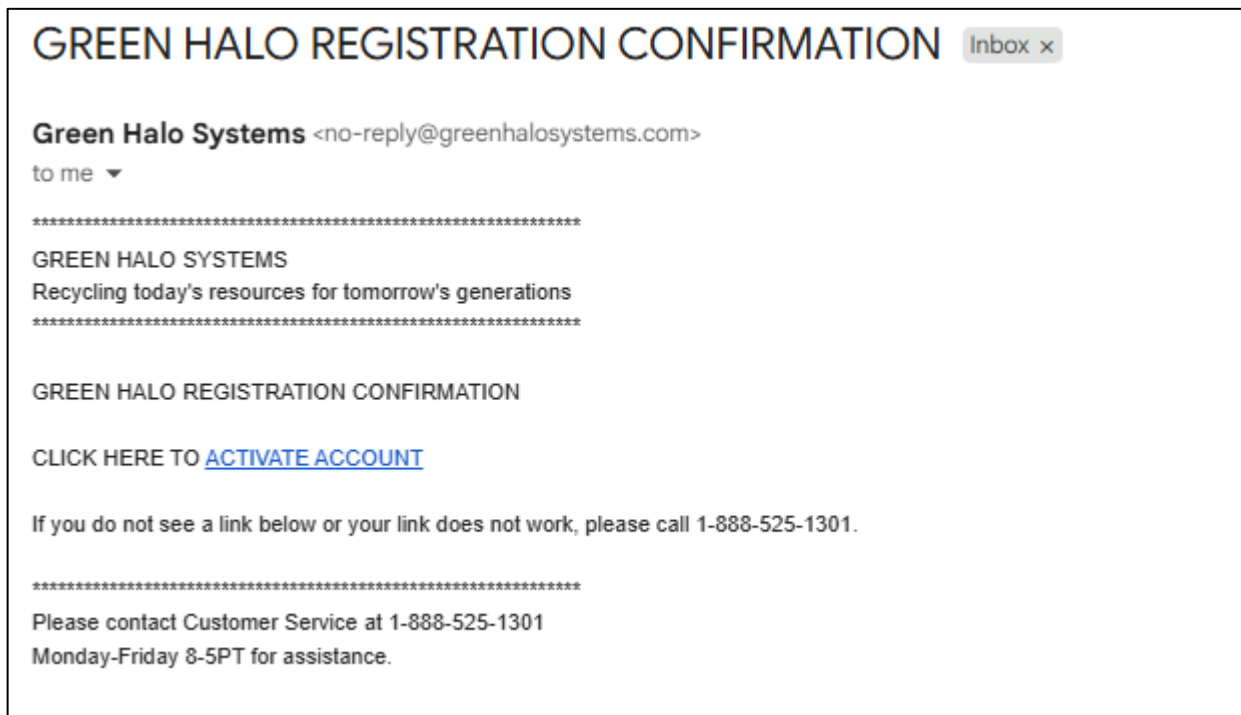 GREEN HALO REGISTRATION CONFIRMATION Inbox ×
Green Halo Systems <no-reply@greenhalosystems.com>
to me
******************************************************************
GREEN HALO SYSTEMS
Recycling today's resources for tomorrow's generations
******************************************************************
GREEN HALO REGISTRATION CONFIRMATION
CLICK HERE TO ACTIVATE ACCOUNT
If you do not see a link below or your link does not work, please call 1-888-525-1301.
******************************************************************
Please contact Customer Service at 1-888-525-1301
Monday-Friday 8-5PT for assistance.